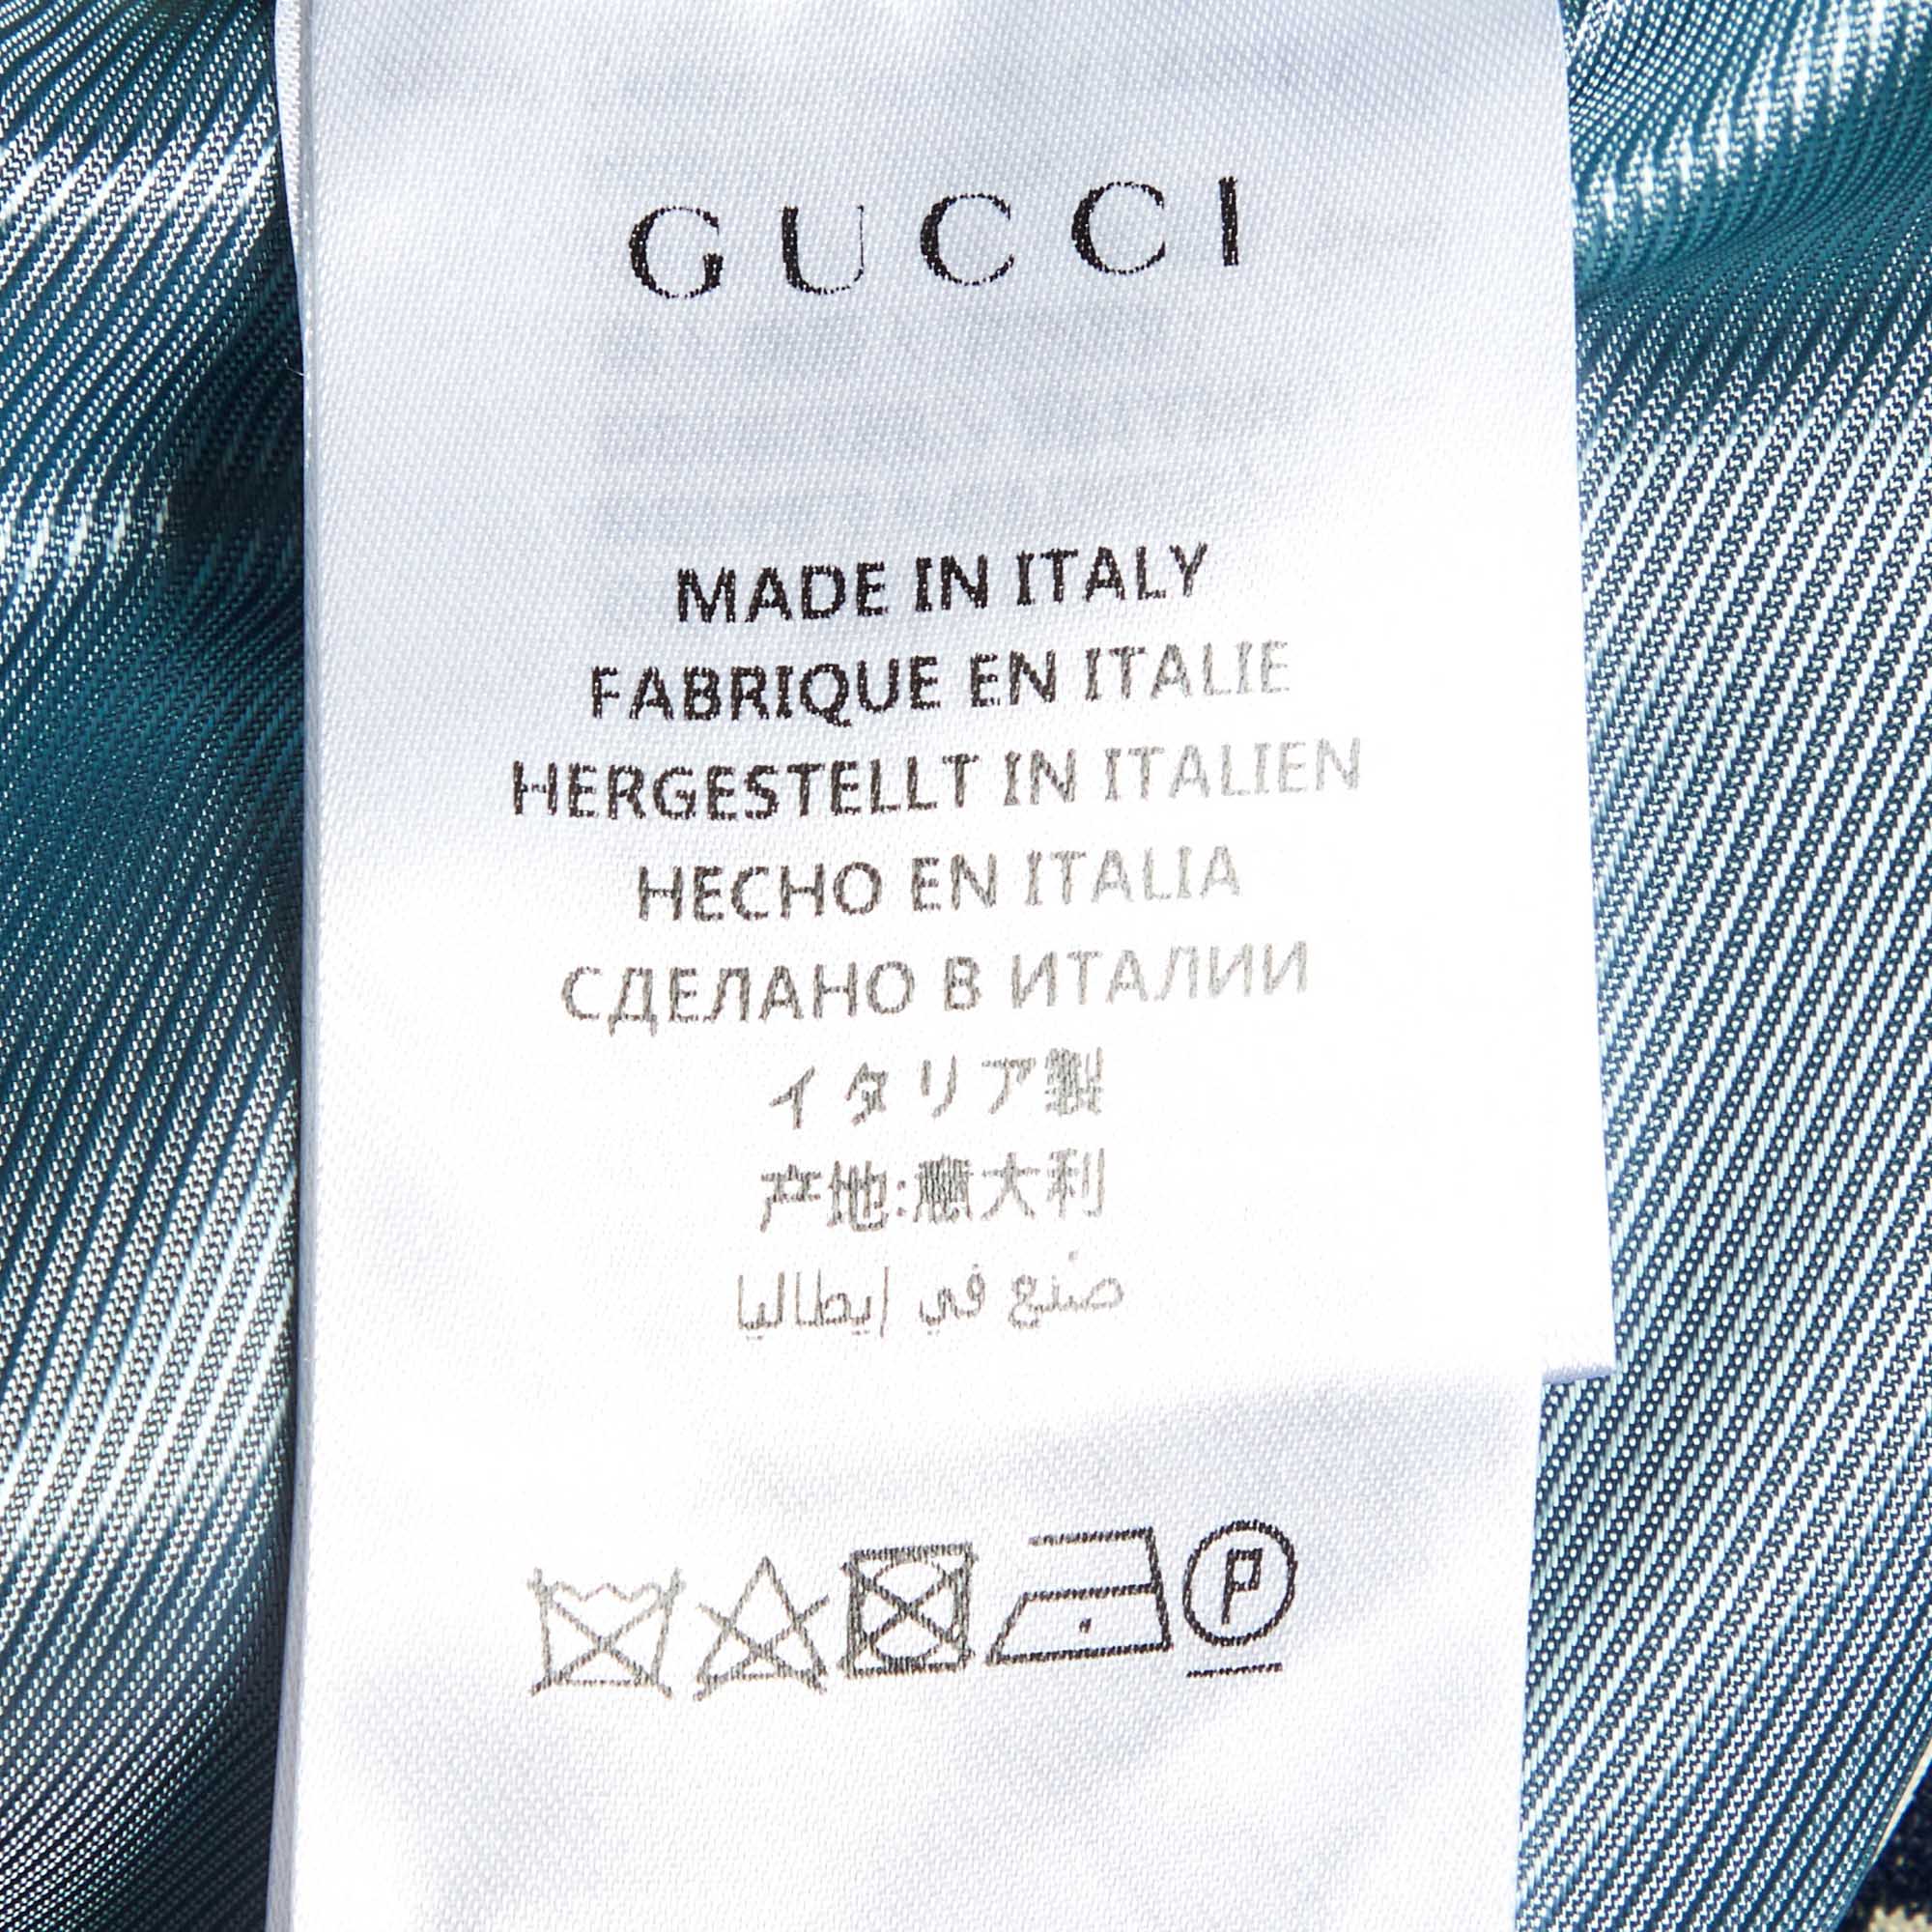 GUCCI
MADE IN ITALY
FABRIQUE EN ITALIE
HERGESTELLT IN ITALIEN
HECHO EN ITALIA
СДЕЛАНО В ИТАЛИИ
イタリア製
产地:意大利
صنع في إيطاليا
P